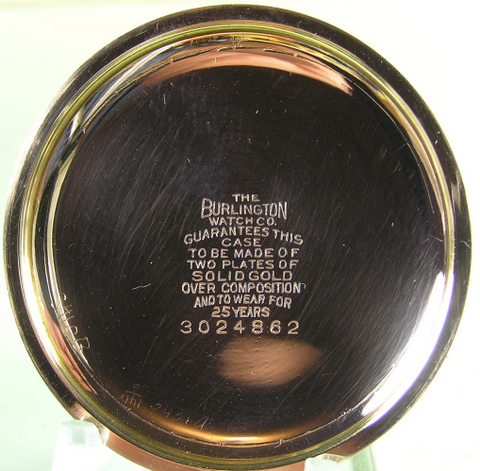 THE
BURLINGTON
WATCH CO.
GUARANTEES THIS
CASE
TO BE MADE OF
TWO PLATES OF
SOLID GOLD
OVER COMPOSITION
AND TO WEAR FOR
25 YEARS
3024862